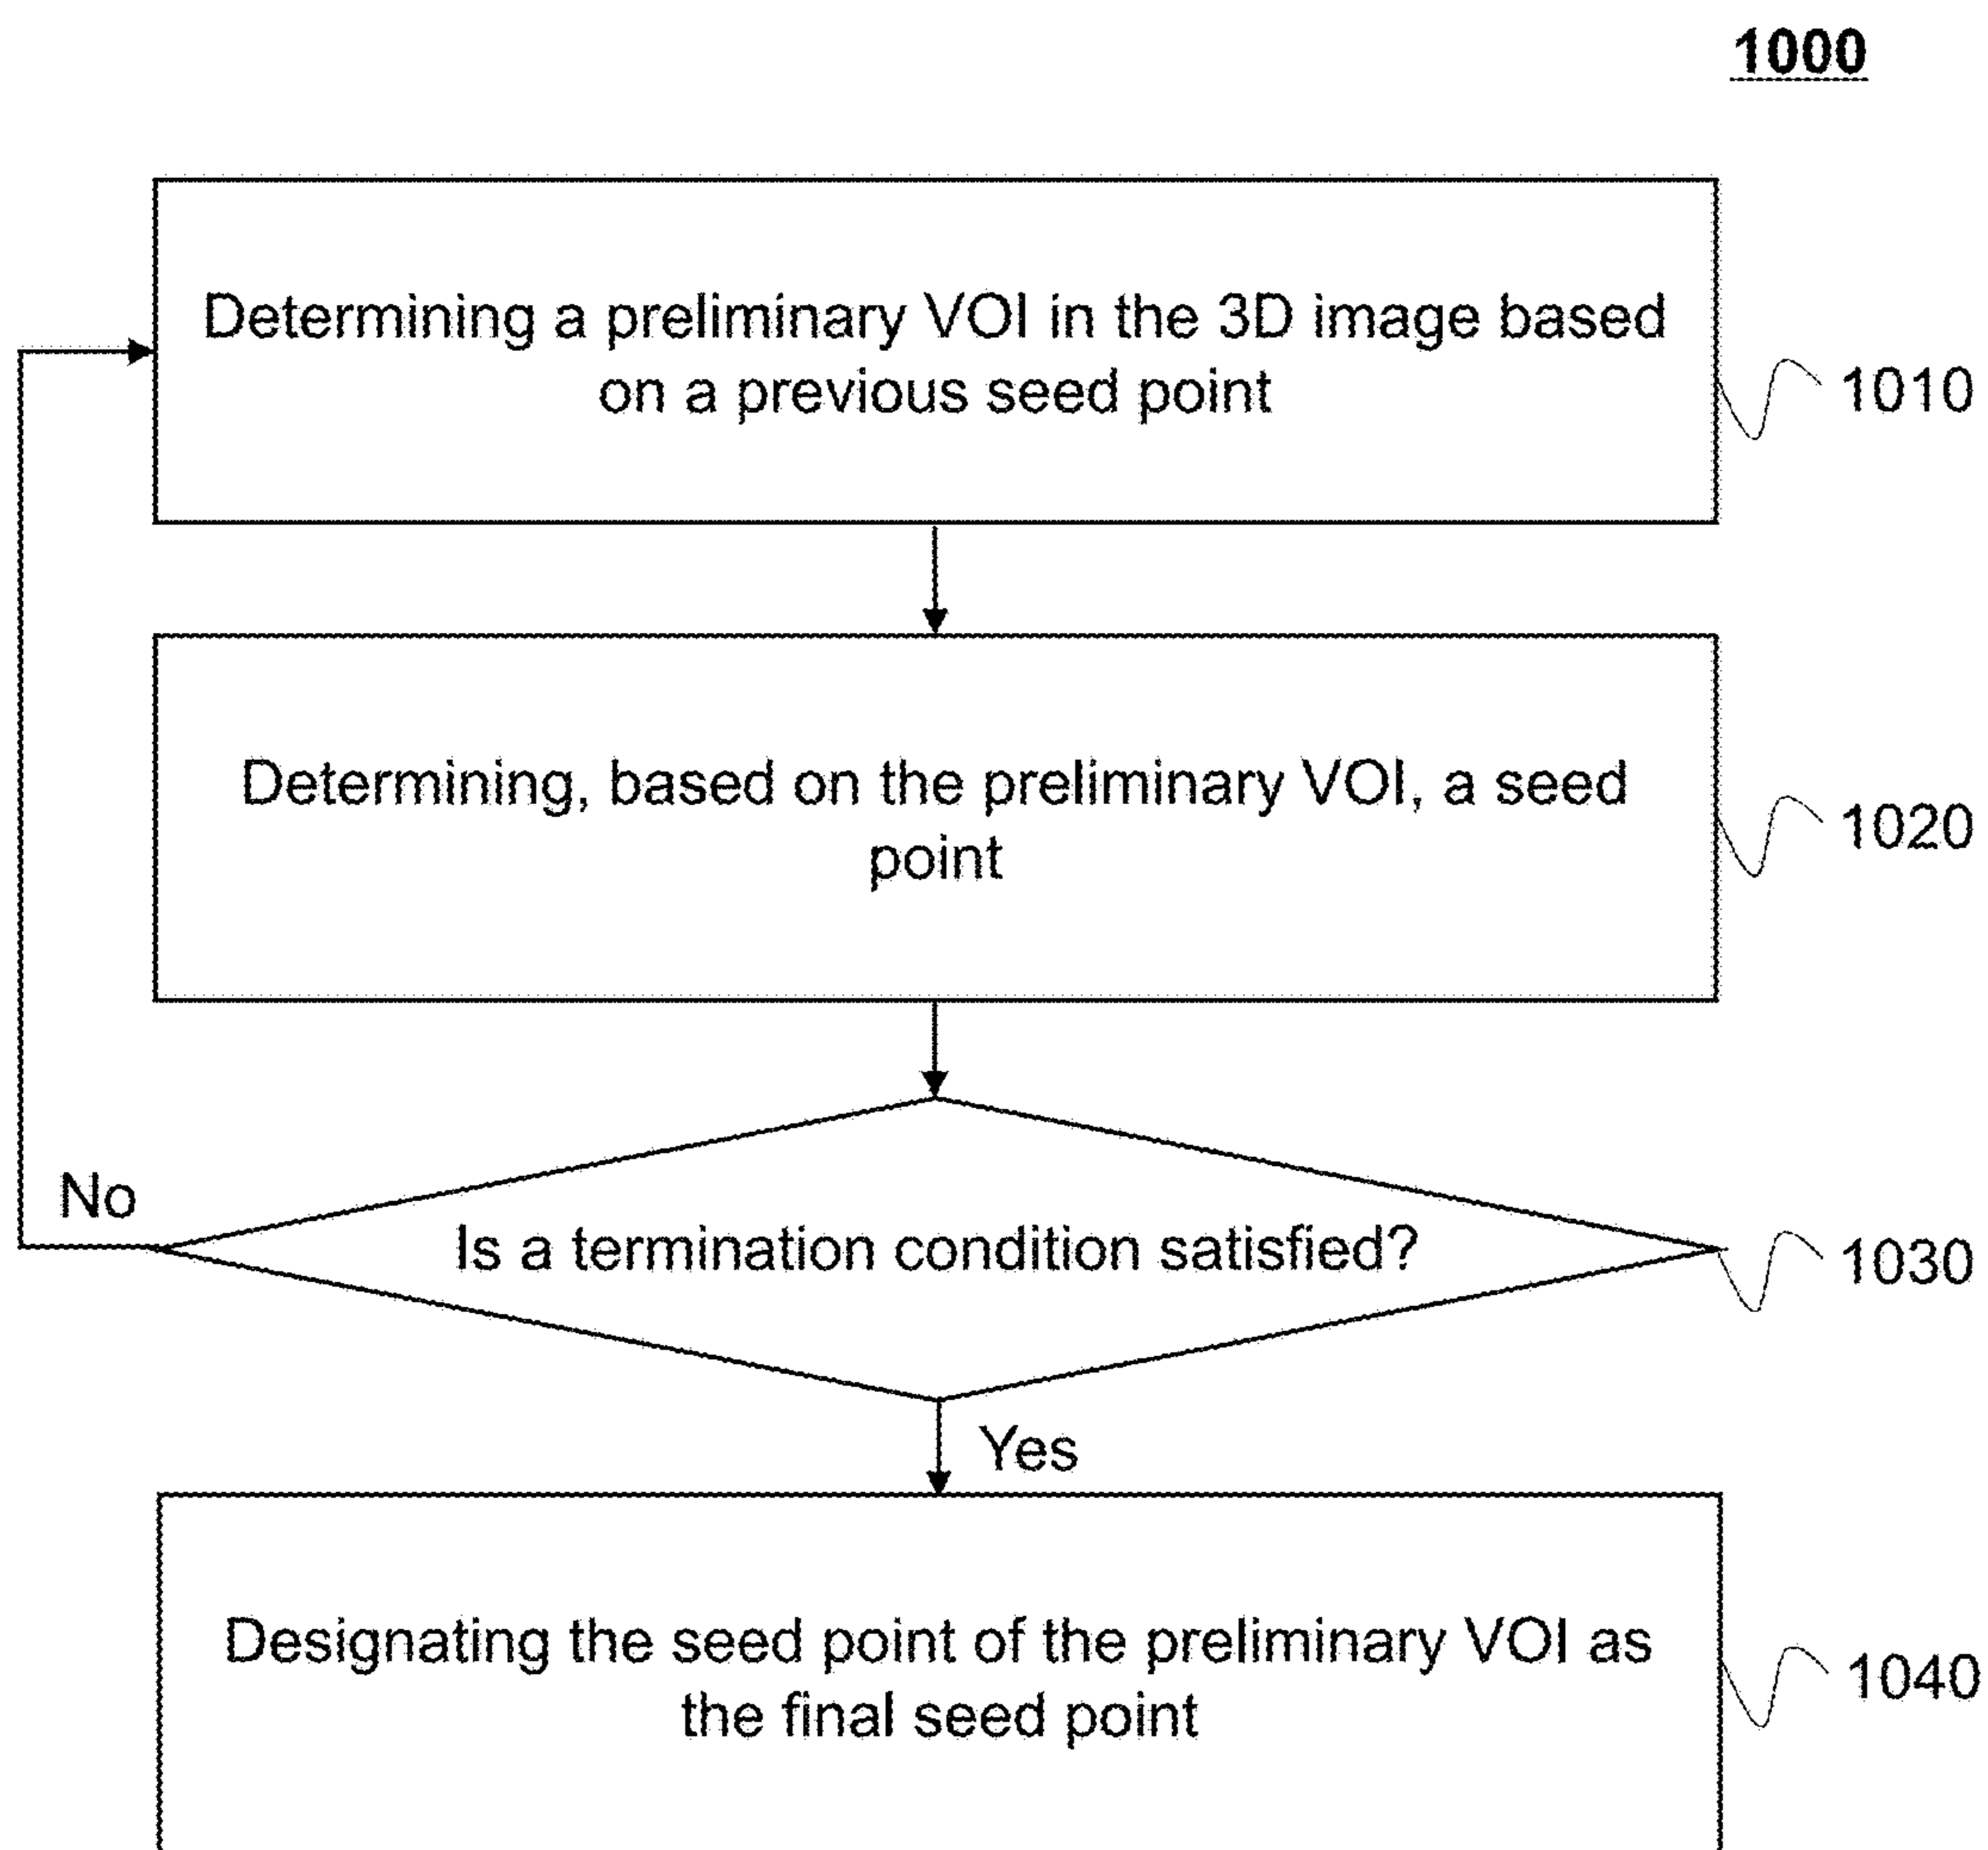 1000
Determining a preliminary VOI in the 3D image based
on a previous seed point
1010
Determining, based on the preliminary VOI, a seed
point
1020
No
Is a termination condition satisfied?
1030
Yes
Designating the seed point of the preliminary VOI as
the final seed point
1040